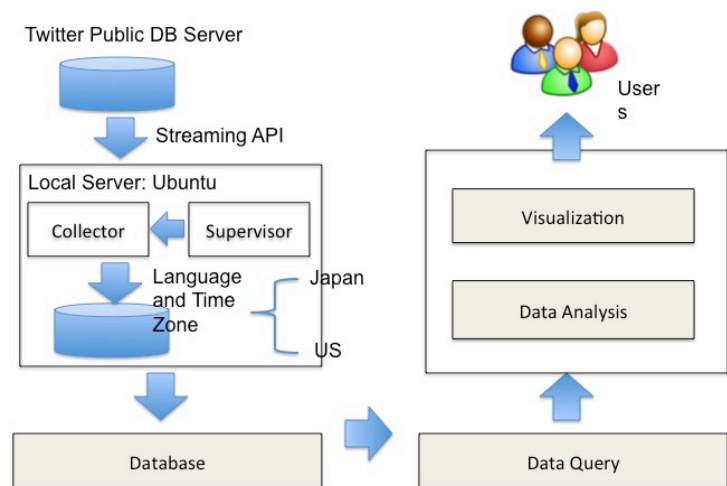 Twitter Public DB Server
Streaming API
Local Server: Ubuntu
Collector
Supervisor
Language
and Time
Zone
Japan
US
Database
User
s
Visualization
Data Analysis
Data Query